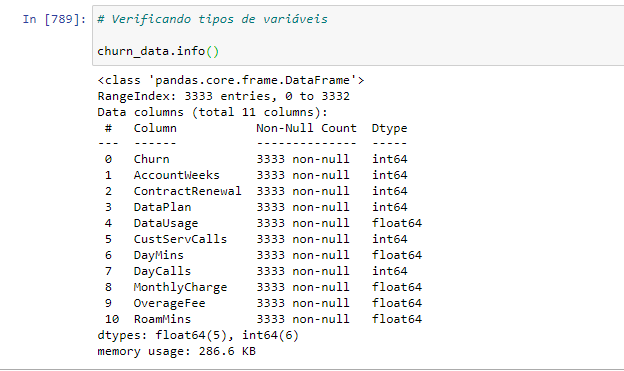 In [789]: # Verificando tipos de variáveis
churn_data.info()
<class 'pandas.core.frame.DataFrame'>
RangeIndex: 3333 entries, 0 to 3332
Data columns (total 11 columns):
 #   Column           Non-Null Count  Dtype
---  ------           --------------  -----
 0   Churn            3333 non-null   int64
 1   AccountWeeks     3333 non-null   int64
 2   ContractRenewal  3333 non-null   int64
 3   DataPlan         3333 non-null   int64
 4   DataUsage        3333 non-null   float64
 5   CustServCalls    3333 non-null   int64
 6   DayMins          3333 non-null   float64
 7   DayCalls         3333 non-null   int64
 8   MonthlyCharge    3333 non-null   float64
 9   OverageFee       3333 non-null   float64
 10  RoamMins         3333 non-null   float64
dtypes: float64(5), int64(6)
memory usage: 286.6 KB